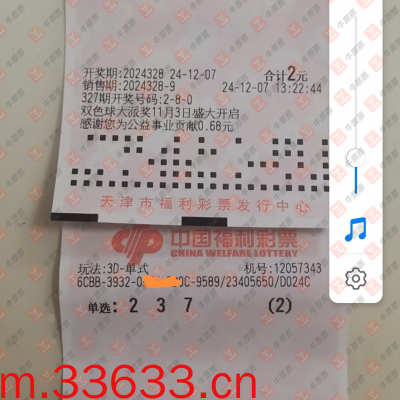 开奖期:2024328 24-12-07 合计2元
销售期:2024328-9 24-12-07 13:22:44
327期开奖号码:2-8-0
双色球大派奖11月3日盛大开启
感谢您为公益事业贡献0.68元
天津市福利彩票发行中心
中国福利彩票
CHINA WELFARE LOTTERY
玩法:3D-单式 机号:12057343
6CBB-3932-0 0C-9589/23405650/D024C
单选: 2 3 7 (2)
m.33633.cn